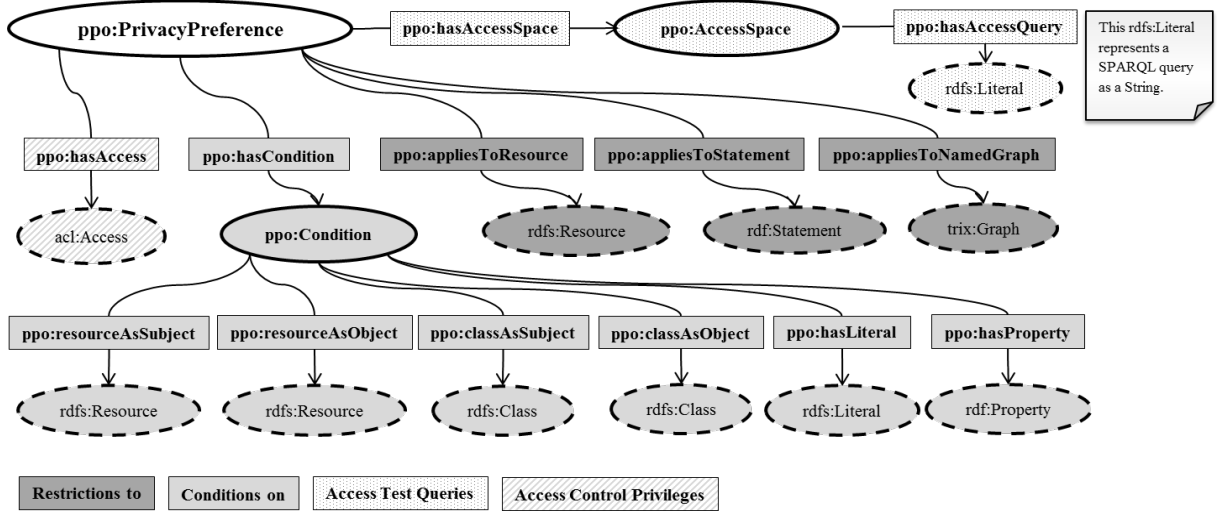 ppo:PrivacyPreference
ppo:hasAccessSpace
ppo:AccessSpace
ppo:hasAccessQuery
This rdfs:Literal
represents a
SPARQL query
as a String.
rdfs:Literal
ppo:hasAccess
ppo:hasCondition
ppo:appliesToResource
ppo:appliesToStatement
ppo:appliesToNamedGraph
acl:Access
ppo:Condition
rdfs:Resource
rdf:Statement
trix:Graph
ppo:resourceAsSubject
ppo:resourceAsObject
ppo:classAsSubject
ppo:classAsObject
ppo:hasLiteral
ppo:hasProperty
rdfs:Resource
rdfs:Resource
rdfs:Class
rdfs:Class
rdfs:Literal
rdf:Property
Restrictions to
Conditions on
Access Test Queries
Access Control Privileges